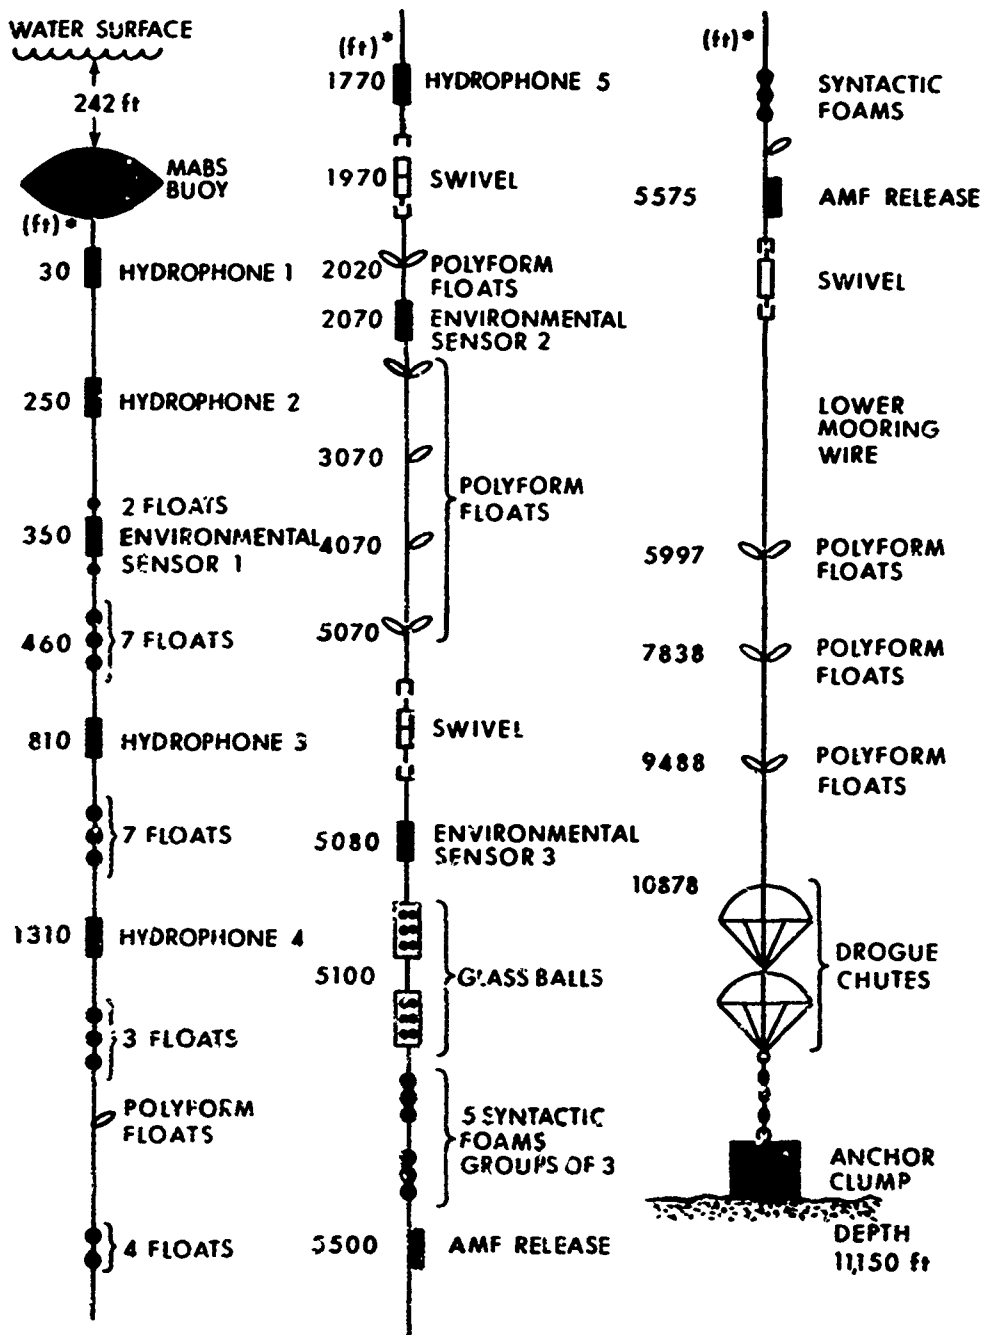 WATER SURFACE
242 ft
MABS
BUOY
(ft)*
30 HYDROPHONE 1
250 HYDROPHONE 2
2 FLOATS
350 ENVIRONMENTAL
SENSOR 1
460 7 FLOATS
810 HYDROPHONE 3
7 FLOATS
1310 HYDROPHONE 4
3 FLOATS
POLYFORM
FLOATS
4 FLOATS
(ft)*
1770 HYDROPHONE 5
1970 SWIVEL
2020 POLYFORM
FLOATS
2070 ENVIRONMENTAL
SENSOR 2
3070
POLYFORM
FLOATS
4070
5070
SWIVEL
5080 ENVIRONMENTAL
SENSOR 3
5100 GLASS BALLS
5 SYNTACTIC
FOAMS
GROUPS OF 3
5500 AMF RELEASE
(ft)*
SYNTACTIC
FOAMS
5575 AMF RELEASE
SWIVEL
LOWER
MOORING
WIRE
5997 POLYFORM
FLOATS
7838 POLYFORM
FLOATS
9488 POLYFORM
FLOATS
10878
DROGUE
CHUTES
ANCHOR
CLUMP
DEPTH
11,150 ft